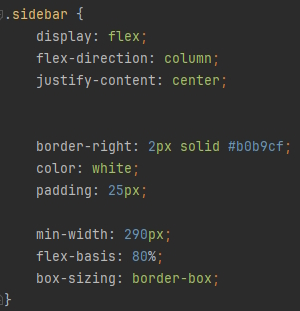 .sidebar {
display: flex;
flex-direction: column;
justify-content: center;
border-right: 2px solid #b0b9cf;
color: white;
padding: 25px;
min-width: 290px;
flex-basis: 80%;
box-sizing: border-box;
}